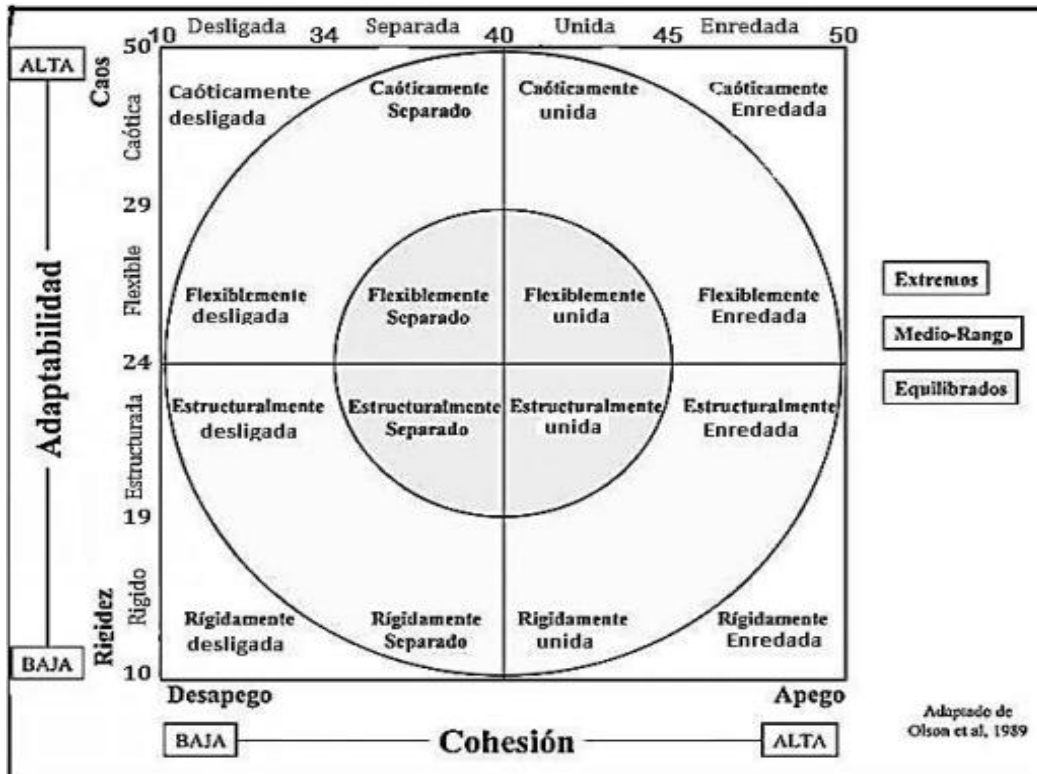 Desligada Separada Unida Enredada
10 34 40 45 50
50
ALTA
Caos
Caótica
Caóticamente Caóticamente Caóticamente Caóticamente
desligada Separado unida Enredada
29
Adaptabilidad
Flexible
Flexiblemente Flexiblemente Flexiblemente Flexiblemente
desligada Separado unida Enredada
Extremos
Medio-Rango
Equilibrados
24
Estructurada
Estructuralmente Estructuralmente Estructuralmente Estructuralmente
desligada Separado unida Enredada
19
Rígido
Rigidez
Rígidamente Rígidamente Rigidamente Rígidamente
desligada Separado unida Enredada
BAJA
10
Desapego Apego
BAJA Cohesión ALTA
Adaptado de
Olson et al, 1989